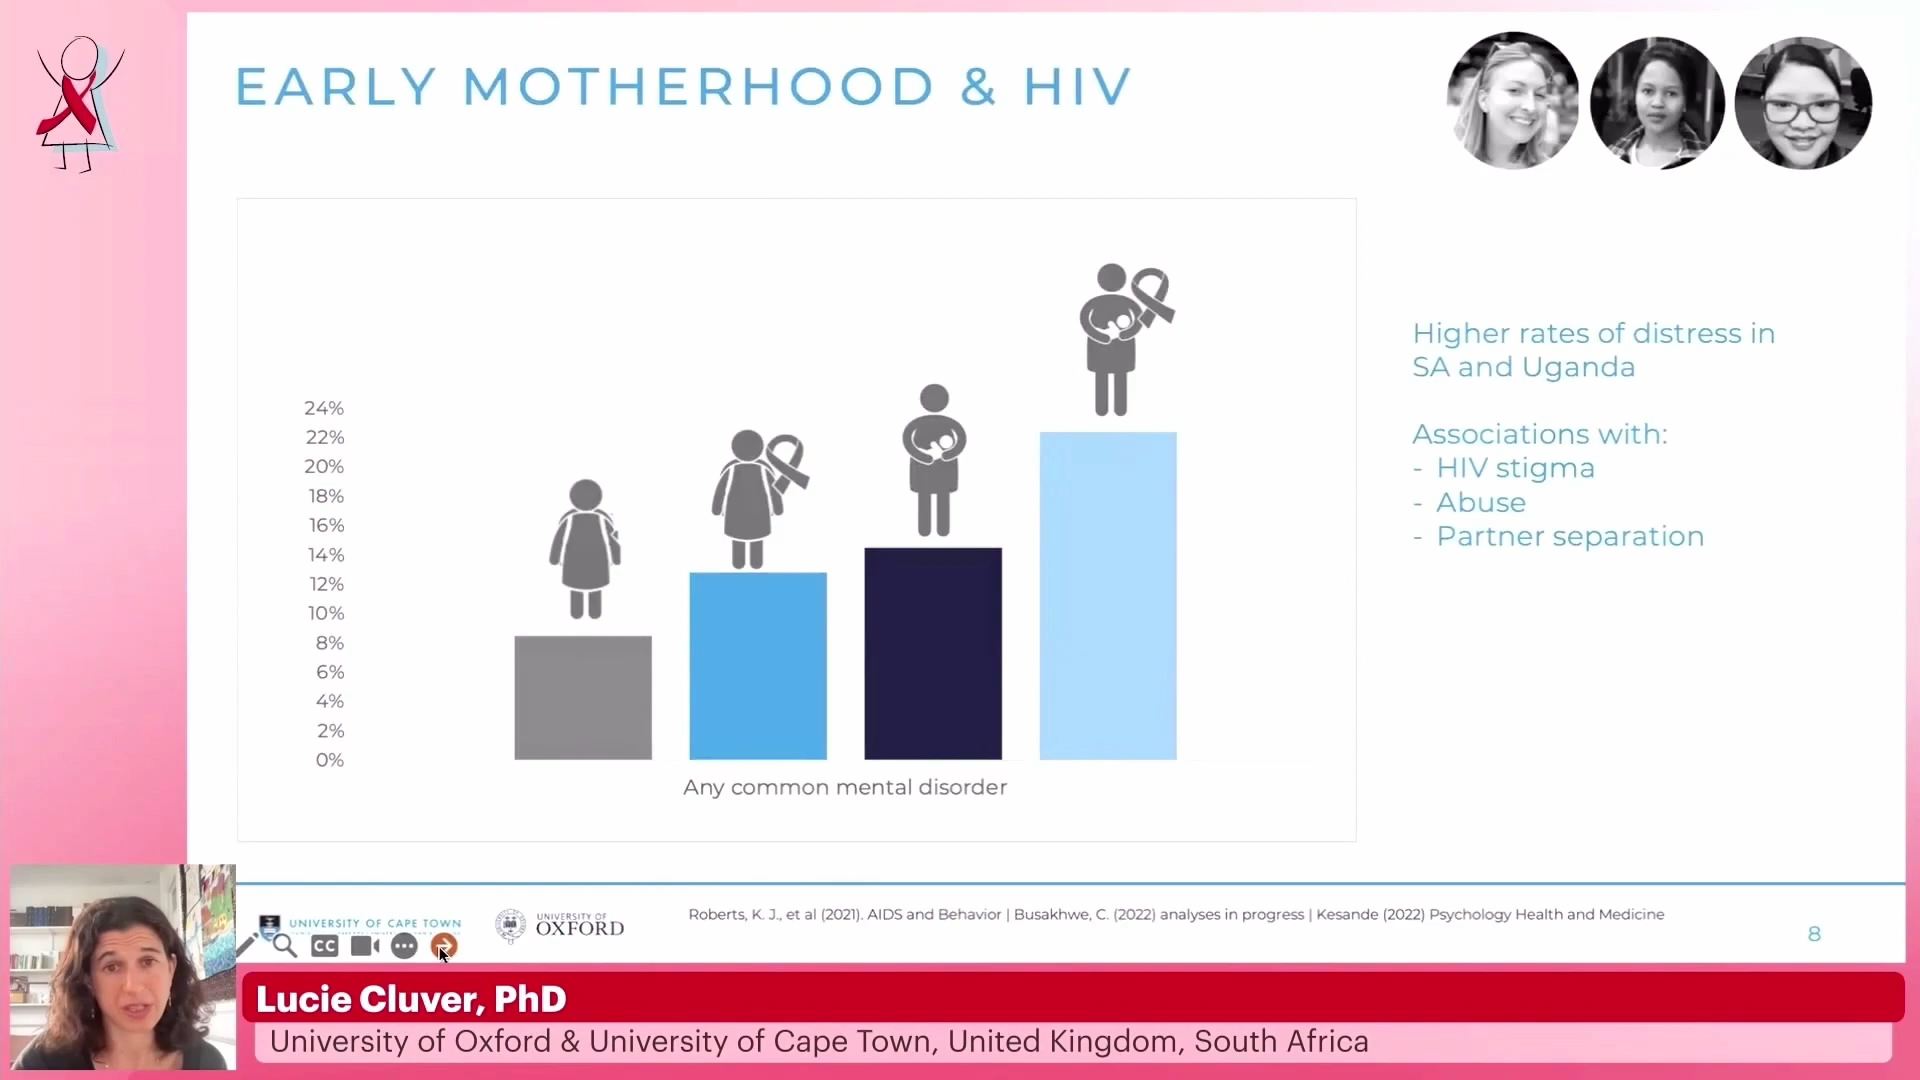 EARLY MOTHERHOOD & HIV
24%
22%
20%
18%
16%
14%
12%
10%
8%
6%
4%
2%
0%
Any common mental disorder
Higher rates of distress in
SA and Uganda
Associations with:
- HIV stigma
- Abuse
- Partner separation
UNIVERSITY OF CAPE TOWN
UNIVERSITY OF
OXFORD
Roberts, K. J., et al (2021). AIDS and Behavior | Busakhwe, C. (2022) analyses in progress | Kesande (2022) Psychology Health and Medicine
8
CC
Lucie Cluver, PhD
University of Oxford & University of Cape Town, United Kingdom, South Africa